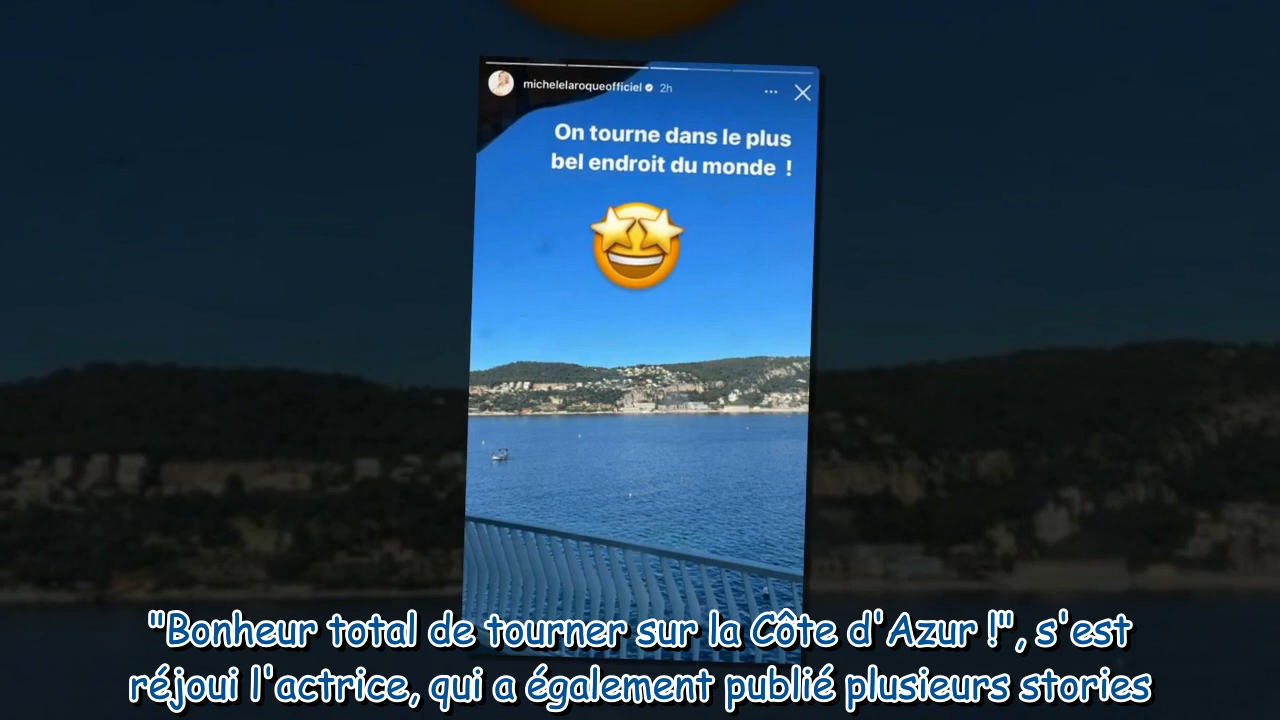 michelelaroqueofficiel 2h
On tourne dans le plus
bel endroit du monde !
"Bonheur total de tourner sur la Côte d'Azur !", s'est
réjoui l'actrice, qui a également publié plusieurs stories